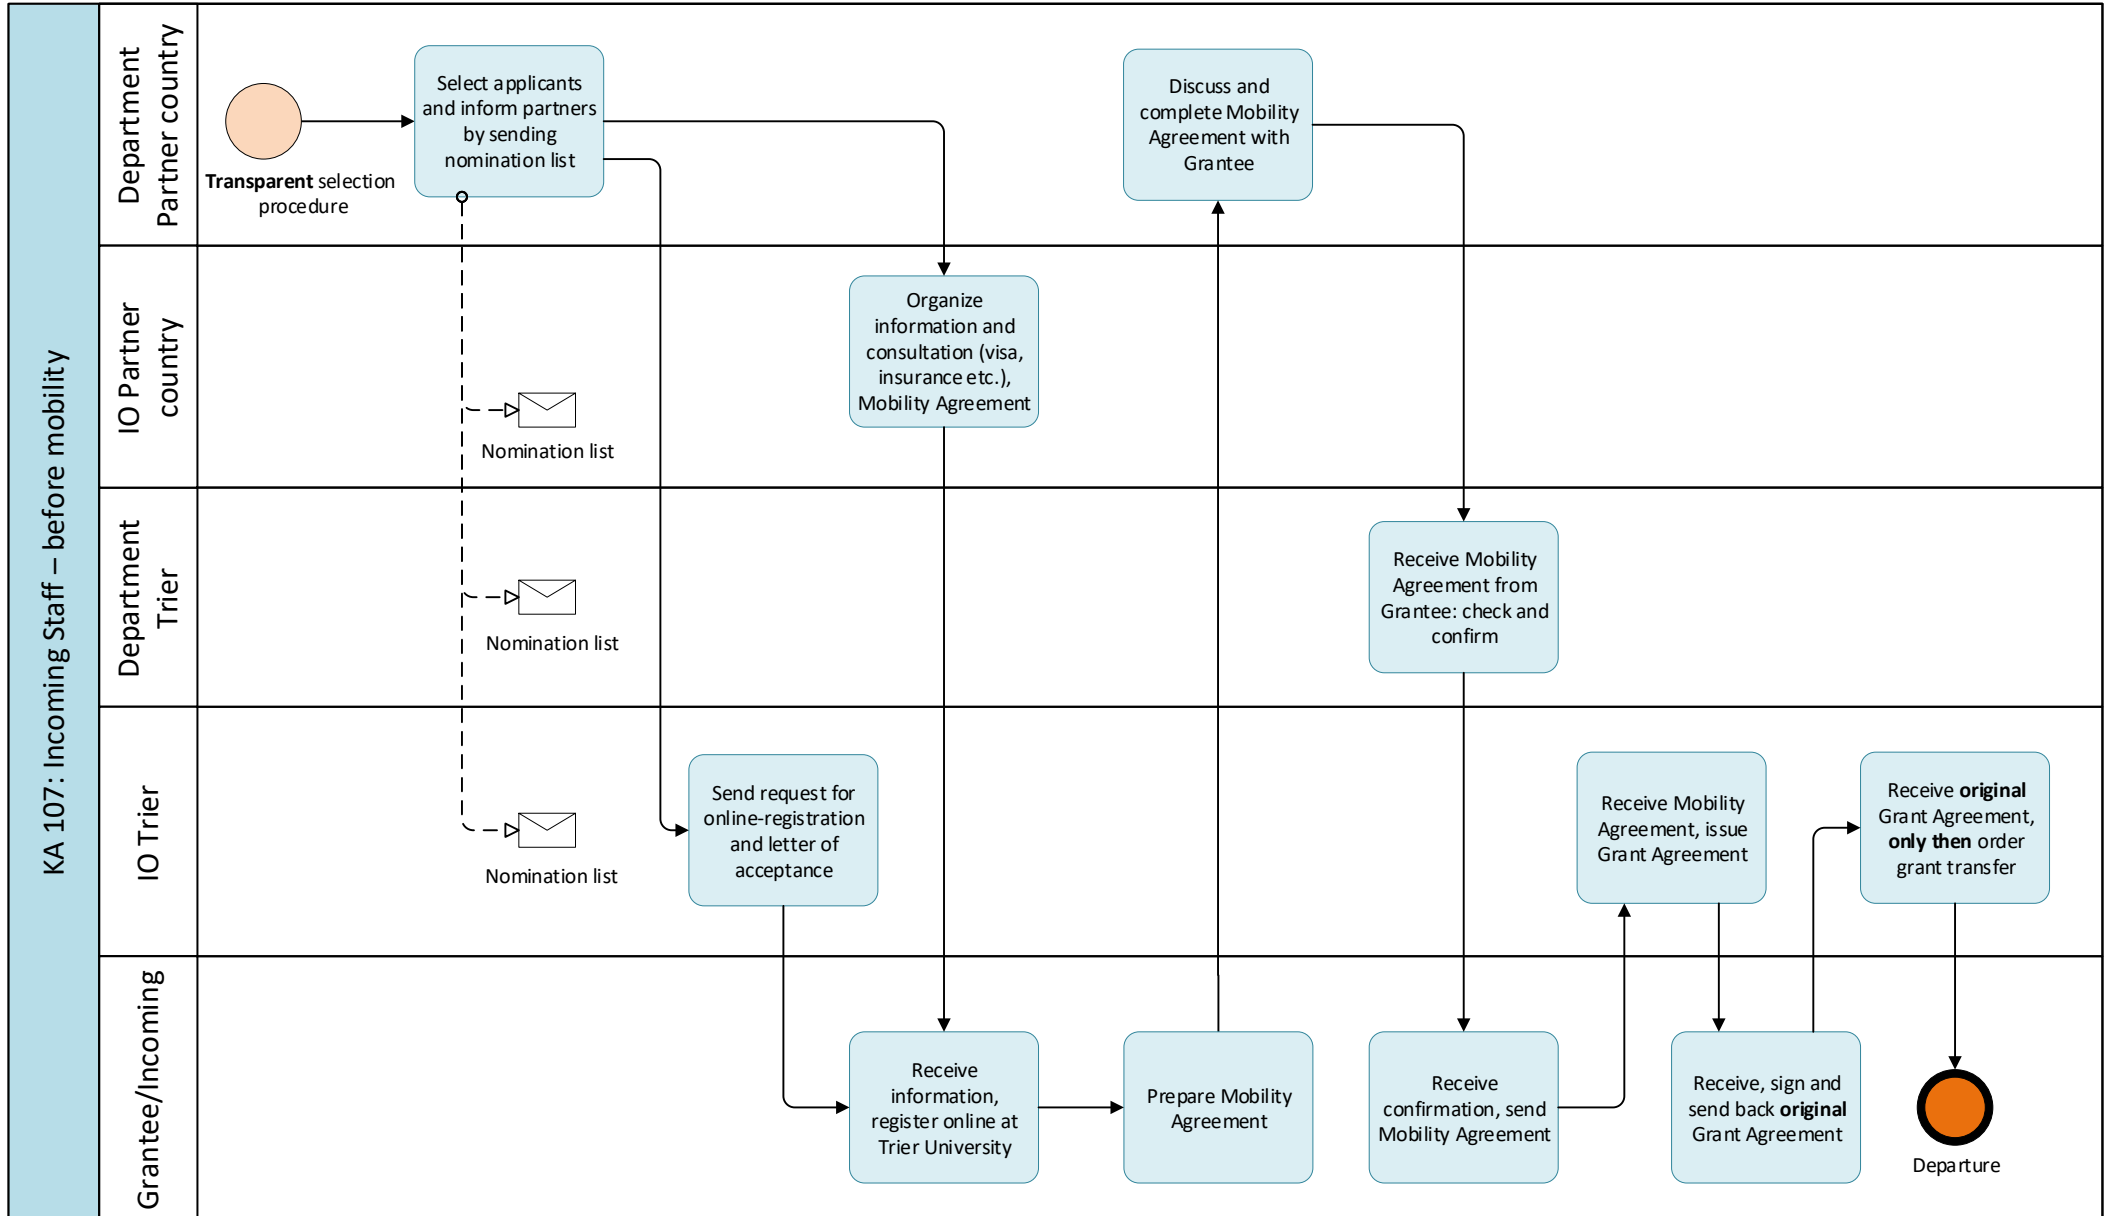 KA 107: Incoming Staff – before mobility
Department
Partner country
Transparent selection
procedure
Select applicants
and inform partners
by sending
nomination list
Discuss and
complete Mobility
Agreement with
Grantee
IO Partner
country
Nomination list
Organize
information and
consultation (visa,
insurance etc.),
Mobility Agreement
Department
Trier
Nomination list
Receive Mobility
Agreement from
Grantee: check and
confirm
IO Trier
Nomination list
Send request for
online-registration
and letter of
acceptance
Receive Mobility
Agreement, issue
Grant Agreement
Receive original
Grant Agreement,
only then order
grant transfer
Grantee/Incoming
Receive
information,
register online at
Trier University
Prepare Mobility
Agreement
Receive
confirmation, send
Mobility Agreement
Receive, sign and
send back original
Grant Agreement
Departure